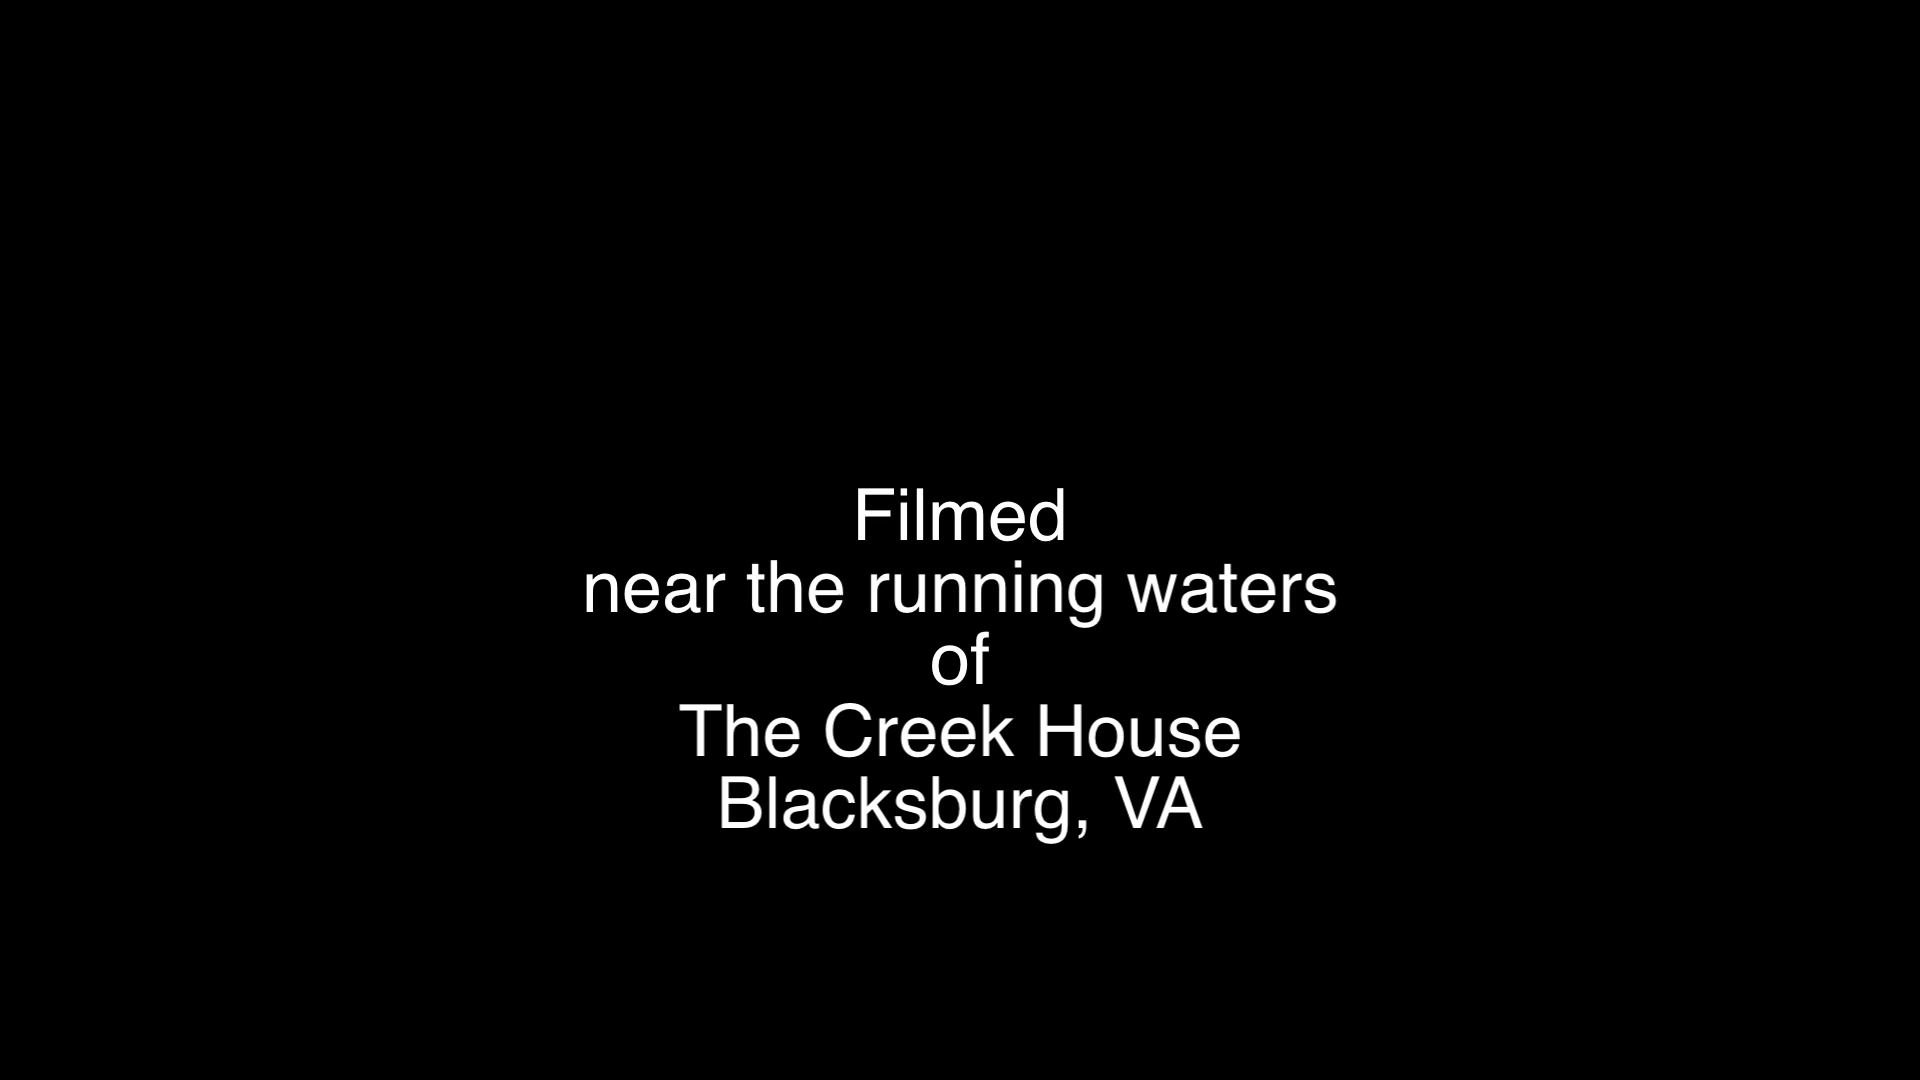 Filmed
near the running waters
of
The Creek House
Blacksburg, VA